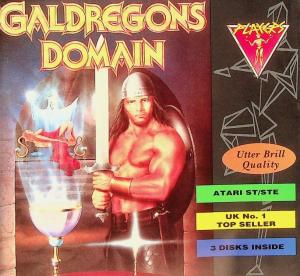 GALDREGONS
DOMAIN
PLAYERS
Utter Brill
Quality
ATARI ST/STE
UK No. 1
TOP SELLER
3 DISKS INSIDE